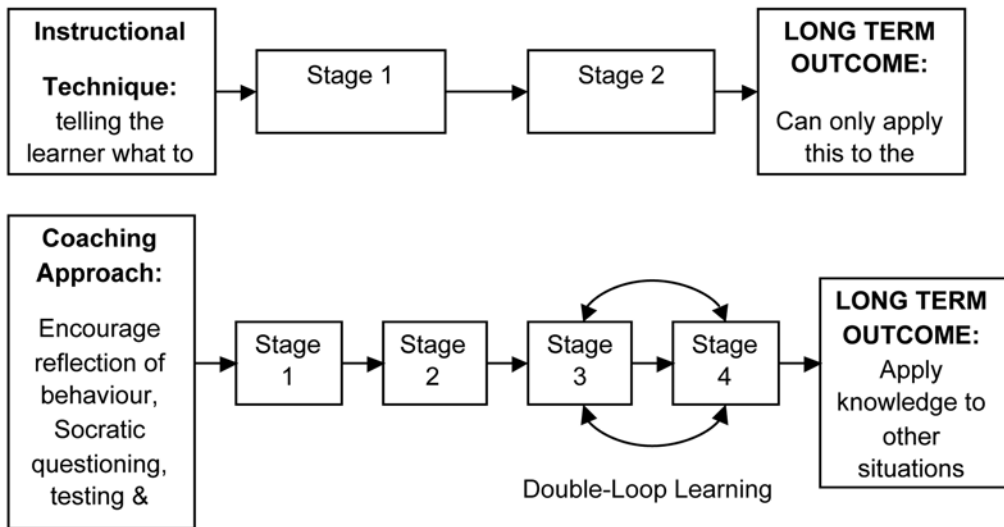 Instructional
Technique:
telling the
learner what to
Stage 1
Stage 2
LONG TERM
OUTCOME:
Can only apply
this to the
Coaching
Approach:
Encourage
reflection of
behaviour,
Socratic
questioning,
testing &
Stage
1
Stage
2
Stage
3
Stage
4
Double-Loop Learning
LONG TERM
OUTCOME:
Apply
knowledge to
other
situations